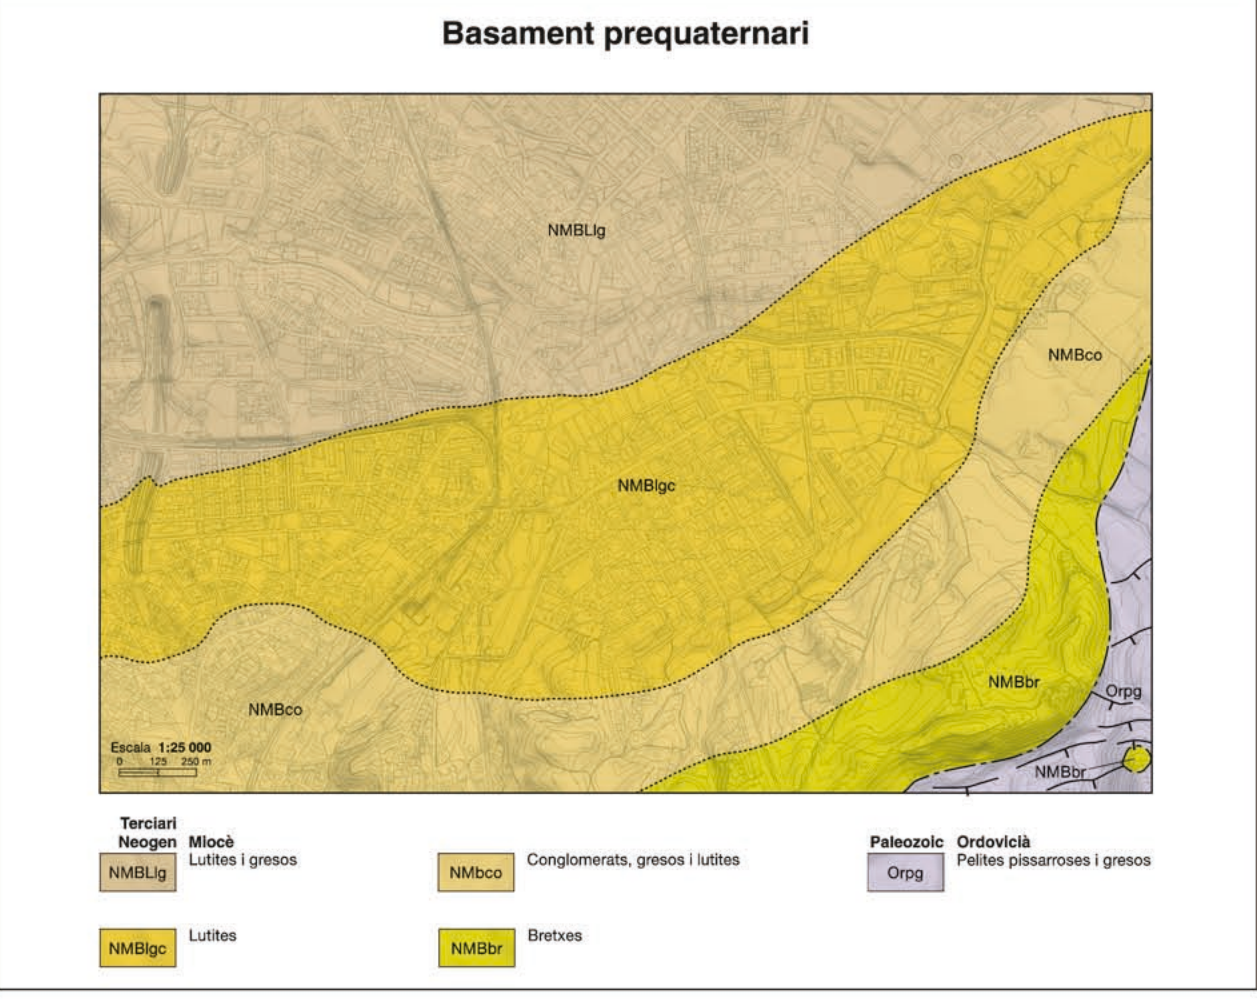 Basament prequaternari
NMBLlg
NMBco
NMBlgc
NMBbr
Orpg
NMBco
NMBbr
Escala 1:25 000
0 125 250 m
Terciari
Neogen Miocè
NMBLlg Lutites i gresos
NMbco Conglomerats, gresos i lutites
Paleozoic Ordovicià
Orpg Pelites pissarroses i gresos
NMBlgc Lutites
NMBbr Bretxes